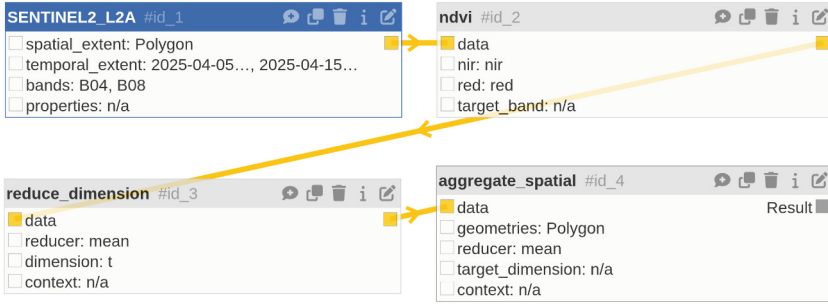 SENTINEL2_L2A #id_1
spatial_extent: Polygon
temporal_extent: 2025-04-05…, 2025-04-15…
bands: B04, B08
properties: n/a
ndvi #id_2
data
nir: nir
red: red
target_band: n/a
reduce_dimension #id_3
data
reducer: mean
dimension: t
context: n/a
aggregate_spatial #id_4
data Result
geometries: Polygon
reducer: mean
target_dimension: n/a
context: n/a